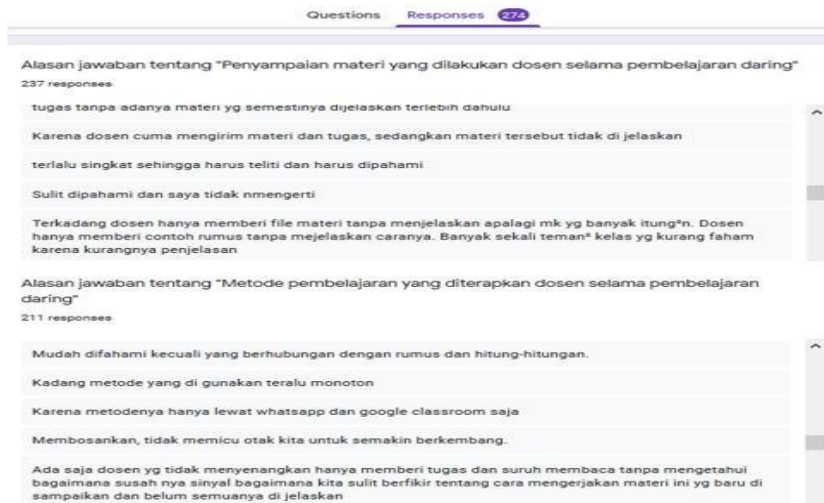 Questions Responses 274
Alasan jawaban tentang "Penyampaian materi yang dilakukan dosen selama pembelajaran daring"
237 responses
tugas tanpa adanya materi yg semestinya dijelaskan terlebih dahulu
Karena dosen cuma mengirim materi dan tugas, sedangkan materi tersebut tidak di jelaskan
terlalu singkat sehingga harus teliti dan harus dipahami
Sulit dipahami dan saya tidak nmengerti
Terkadang dosen hanya memberi file materi tanpa menjelaskan apalagi mk yg banyak itung²n. Dosen
hanya memberi contoh rumus tanpa mejelaskan caranya. Banyak sekali teman² kelas yg kurang faham
karena kurangnya penjelasan
Alasan jawaban tentang "Metode pembelajaran yang diterapkan dosen selama pembelajaran
daring"
211 responses
Mudah difahami kecuali yang berhubungan dengan rumus dan hitung-hitungan.
Kadang metode yang di gunakan teralu monoton
Karena metodenya hanya lewat whatsapp dan google classroom saja
Membosankan, tidak memicu otak kita untuk semakin berkembang.
Ada saja dosen yg tidak menyenangkan hanya memberi tugas dan suruh membaca tanpa mengetahui
bagaimana susah nya sinyal bagaimana kita sulit berfikir tentang cara mengerjakan materi ini yg baru di
sampaikan dan belum semuanya di jelaskan